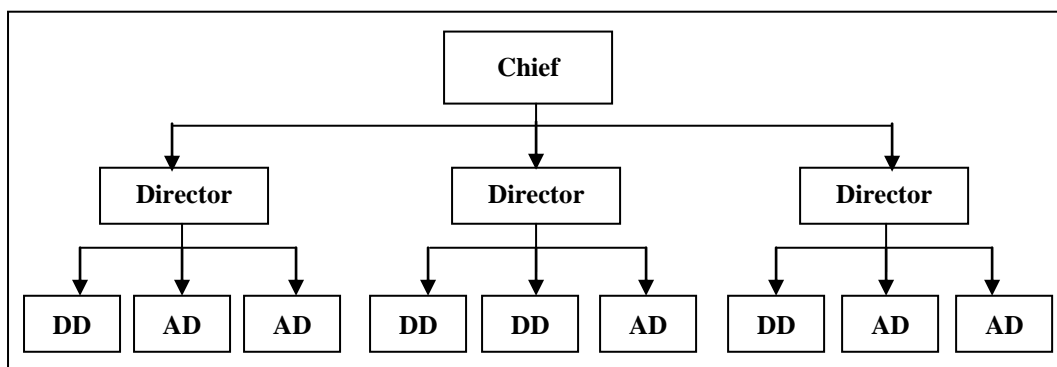 Chief
Director Director Director
DD AD AD DD DD AD DD AD AD